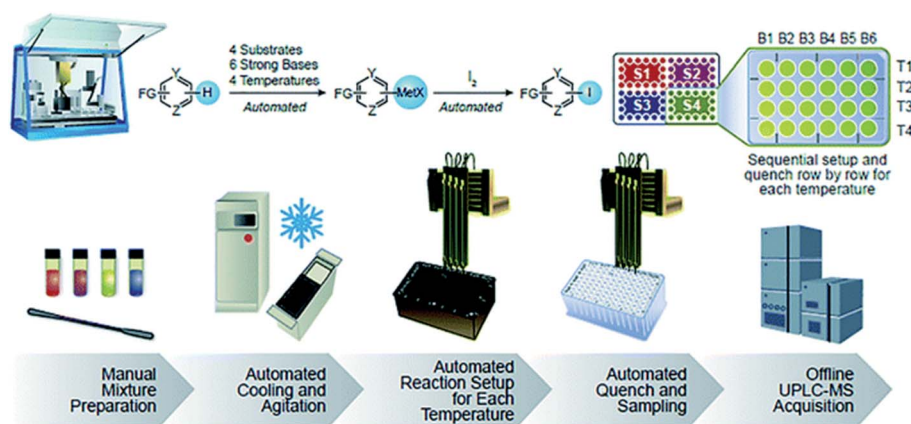 4 Substrates
6 Strong Bases
4 Temperatures
Automated
FG
Y
Z
H
FG
Y
Z
MetX
I2
Automated
FG
Y
Z
I
S1
S2
S3
S4
B1 B2 B3 B4 B5 B6
T1
T2
T3
T4
Sequential setup and
quench row by row for
each temperature
Manual
Mixture
Preparation
Automated
Cooling and
Agitation
Automated
Reaction Setup
for Each
Temperature
Automated
Quench and
Sampling
Offline
UPLC-MS
Acquisition